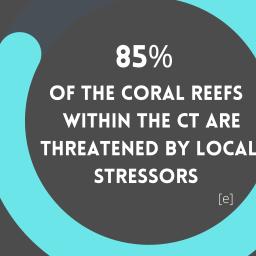 85%
OF THE CORAL REEFS
WITHIN THE CT ARE
THREATENED BY LOCAL
STRESSORS
[e]